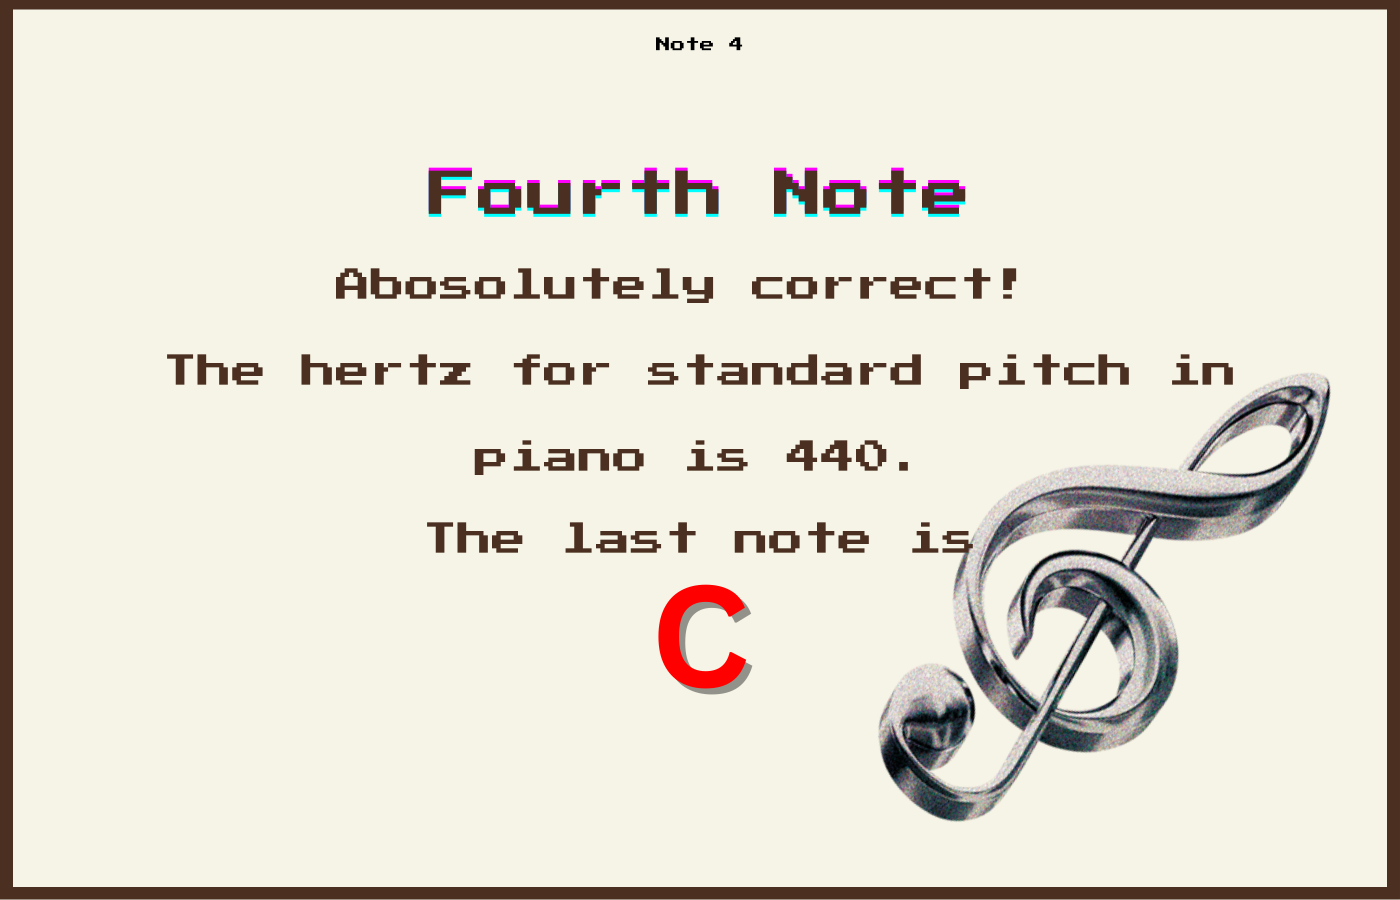 Note 4
Fourth Note
Abosolutely correct!
The hertz for standard pitch in
piano is 440.
The last note is
C